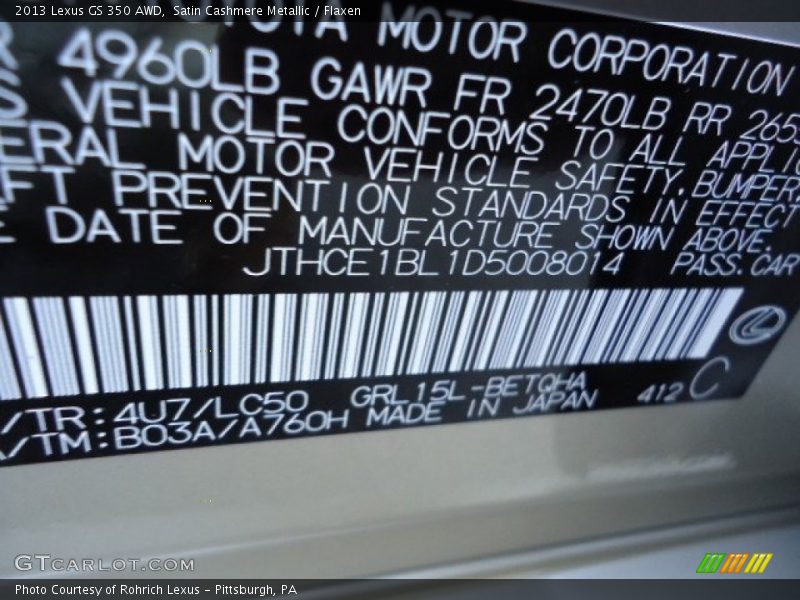 2013 Lexus GS 350 AWD, Satin Cashmere Metallic / Flaxen
MOTOR CORPORATION
4960LB GAWR FR 2470LB RR 265
VEHICLE CONFORMS TO ALL APPLIC
ERAL MOTOR VEHICLE SAFETY, BUMPER,
FT PREVENTION STANDARDS IN EFFECT
E DATE OF MANUFACTURE SHOWN ABOVE.
JTHCE1BL1D5008014 PASS. CAR
/TR:4U7/LC50 GRL15L-BETQHA
/TM:B03A/A760H MADE IN JAPAN 412 C
GTCARLOT.COM
Photo Courtesy of Rohrich Lexus – Pittsburgh, PA